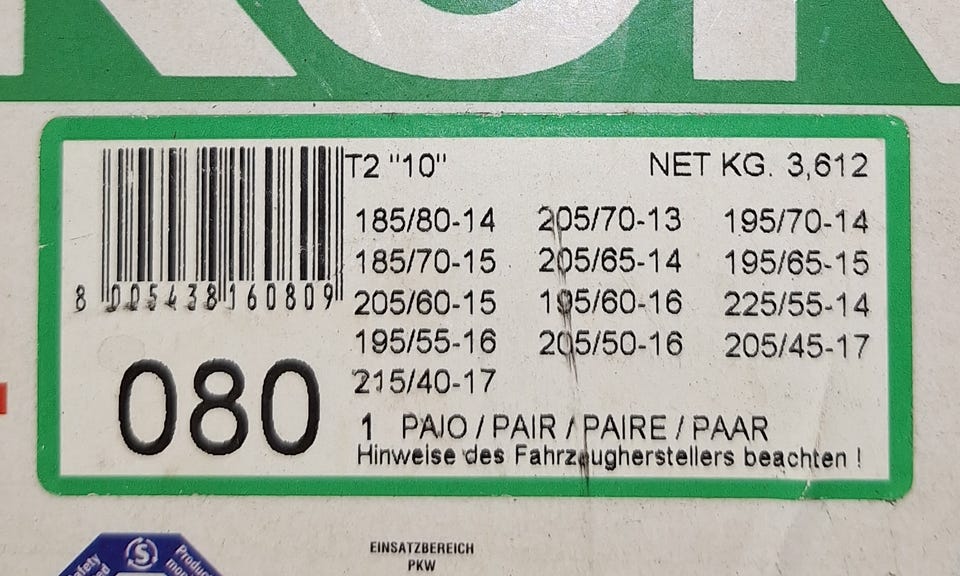 T2 "10" NET KG. 3,612
185/80-14 205/70-13 195/70-14
185/70-15 205/65-14 195/65-15
205/60-15 195/60-16 225/55-14
195/55-16 205/50-16 205/45-17
215/40-17
8 005438 160809
080
1 PAIO / PAIR / PAIRE / PAAR
Hinweise des Fahrzeugherstellers beachten !
EINSATZBEREICH
PKW
S